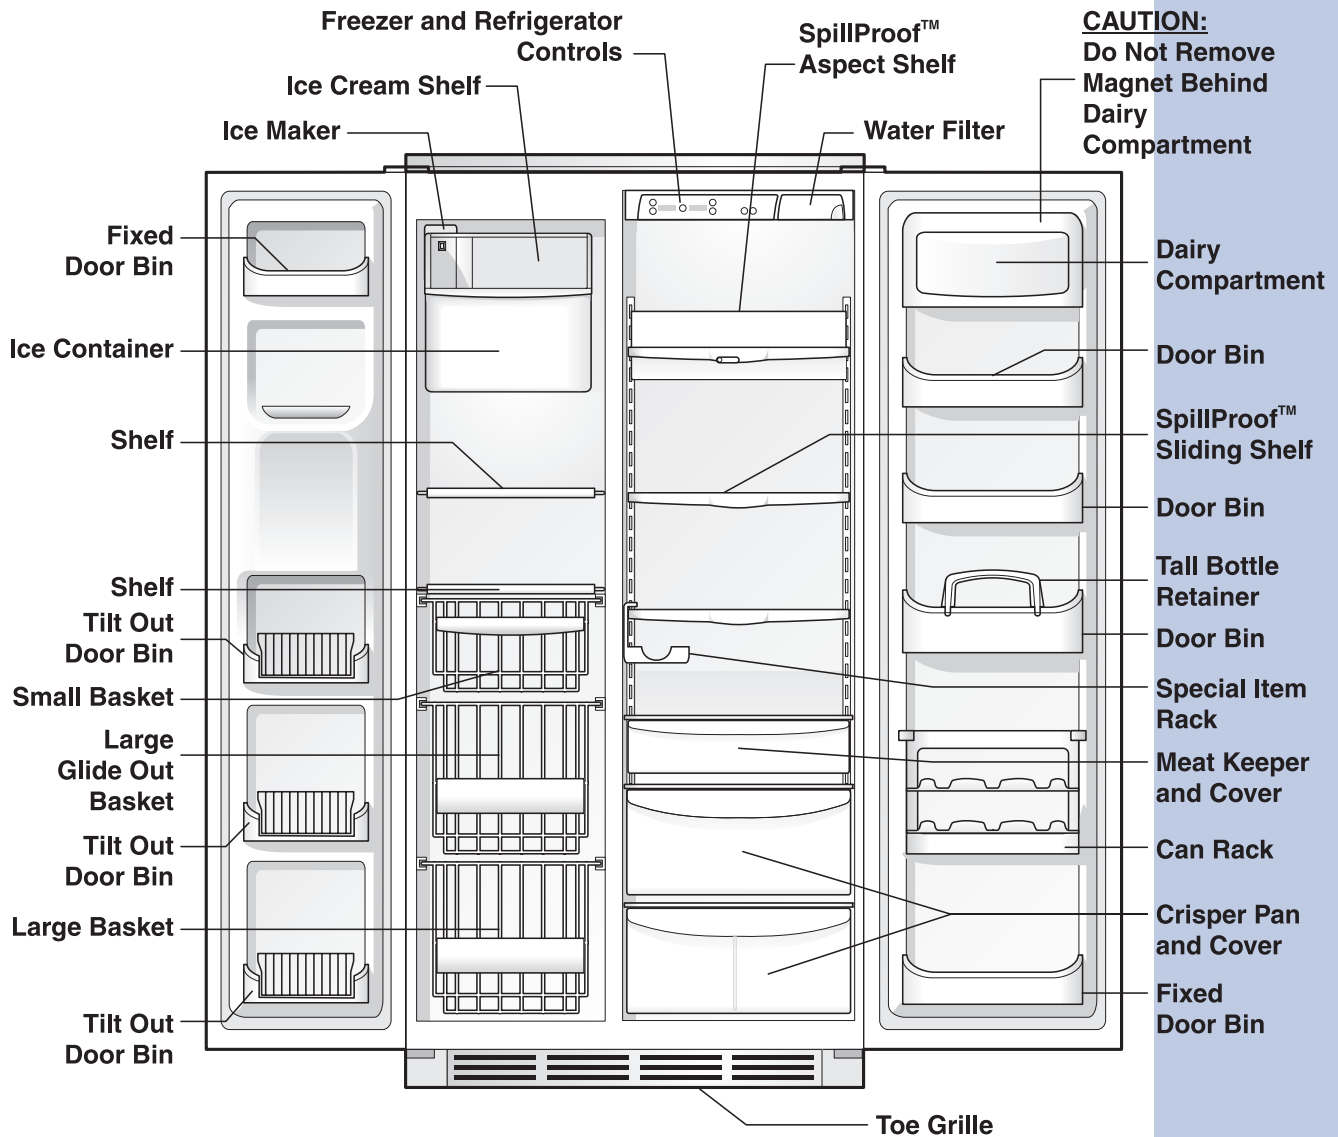 Freezer and Refrigerator
Controls
SpillProof™
Aspect Shelf
CAUTION:
Do Not Remove
Magnet Behind
Dairy
Compartment
Ice Cream Shelf
Ice Maker
Water Filter
Fixed
Door Bin
Ice Container
Shelf
Shelf
Tilt Out
Door Bin
Small Basket
Large
Glide Out
Basket
Tilt Out
Door Bin
Large Basket
Tilt Out
Door Bin
Dairy
Compartment
Door Bin
SpillProof™
Sliding Shelf
Door Bin
Tall Bottle
Retainer
Door Bin
Special Item
Rack
Meat Keeper
and Cover
Can Rack
Crisper Pan
and Cover
Fixed
Door Bin
Toe Grille